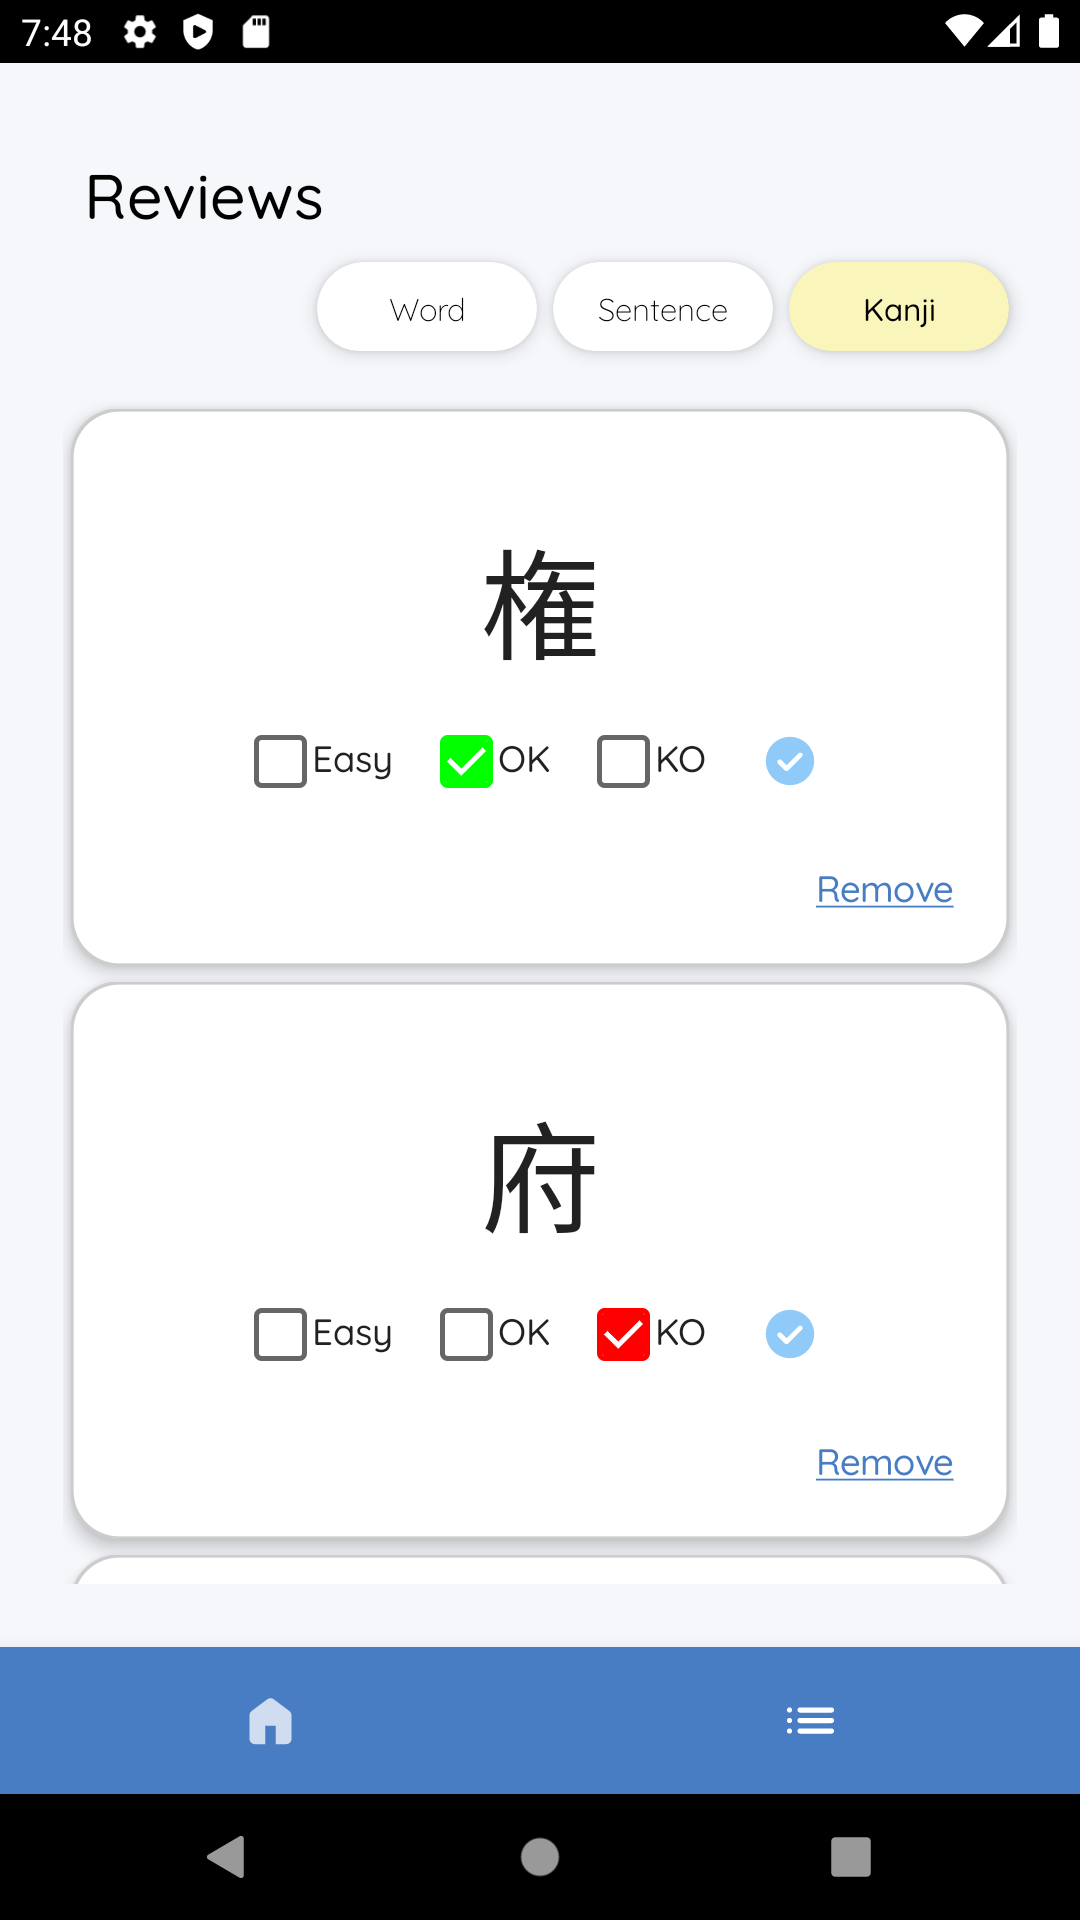 7:48
Reviews
Word Sentence Kanji
権
Easy OK KO
Remove
府
Easy OK KO
Remove